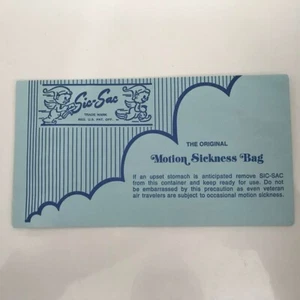 Sic-Sac
TRADE MARK
REG. U.S. PAT. OFF.
THE ORIGINAL
Motion Sickness Bag
If an upset stomach is anticipated remove SIC-SAC
from this container and keep ready for use. Do not
be embarrassed by this precaution as even veteran
air travelers are subject to occasional motion sickness.